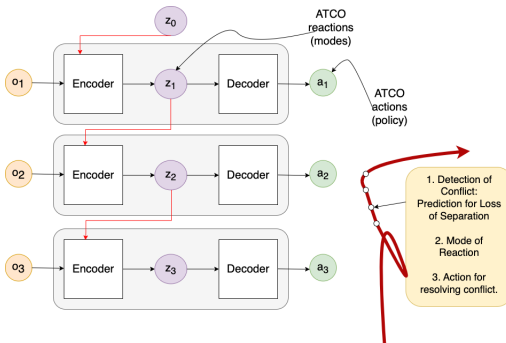 z0
ATCO
reactions
(modes)
o1
Encoder
z1
Decoder
a1
ATCO
actions
(policy)
o2
Encoder
z2
Decoder
a2
o3
Encoder
z3
Decoder
a3
1. Detection of
Conflict:
Prediction for Loss
of Separation
2. Mode of
Reaction
3. Action for
resolving conflict.